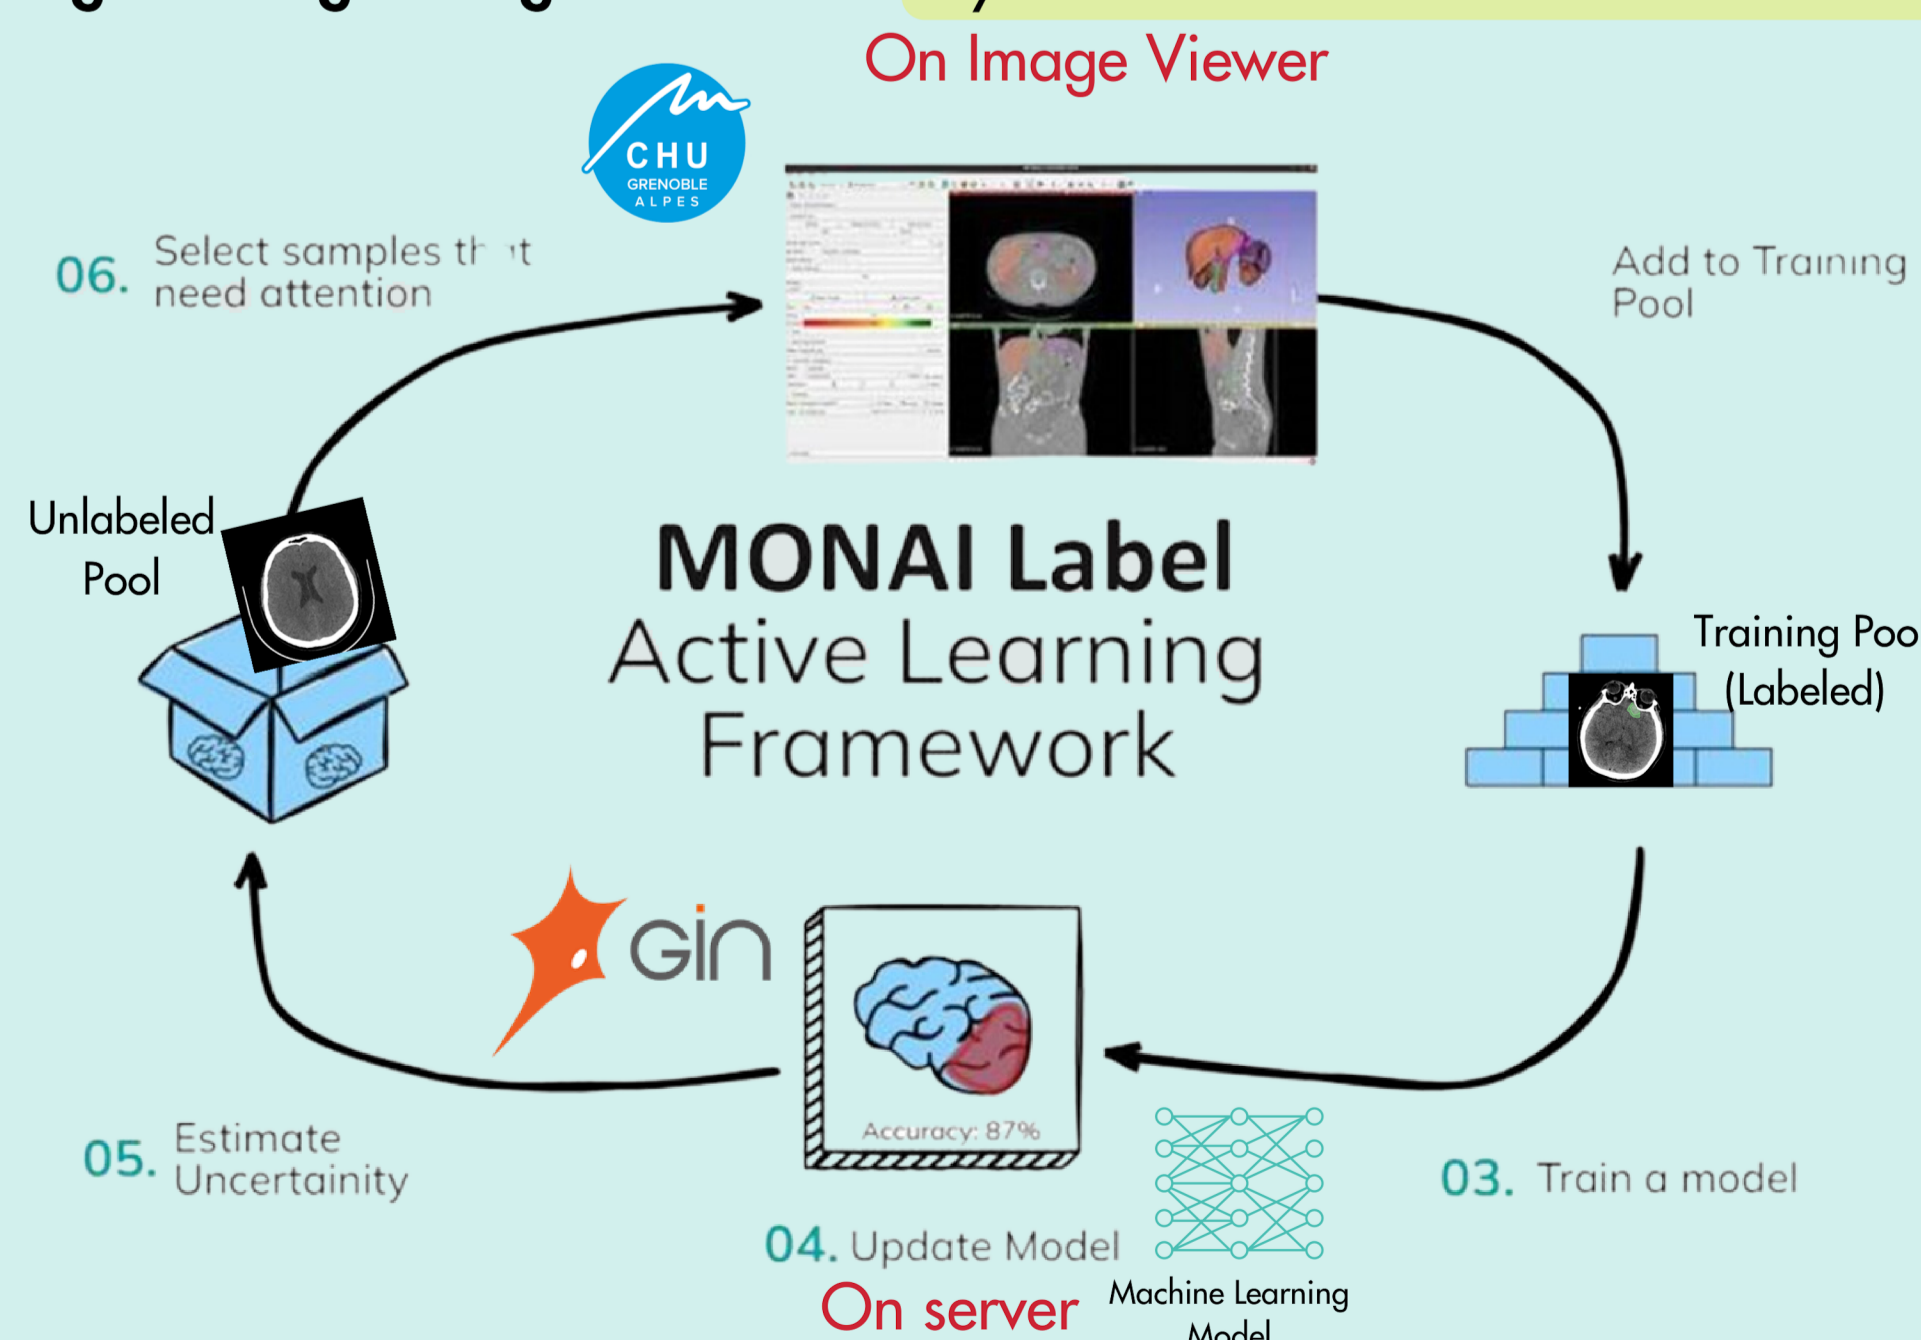 On Image Viewer
CHU
GRENOBLE
ALPES
06. Select samples that
need attention
Add to Training
Pool
Unlabeled
Pool
MONAI Label
Active Learning
Framework
Training Poo
(Labeled)
Gin
Accuracy: 87%
05. Estimate
Uncertainity
03. Train a model
04. Update Model
On server
Machine Learning
Model